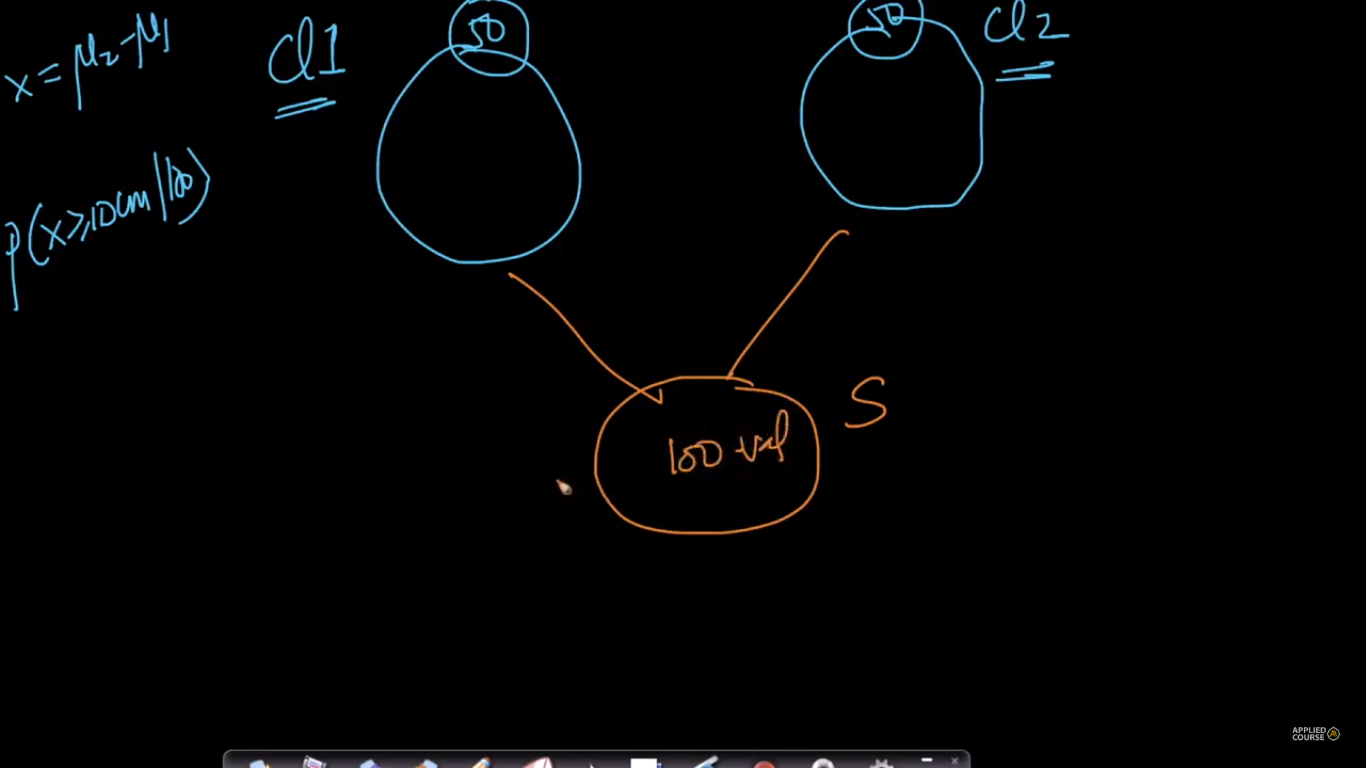 x = μ2 - μ1
Cl1
50
50
Cl2
P(x ≥ 10cm | H0)
S
100 val
APPLIED
COURSE